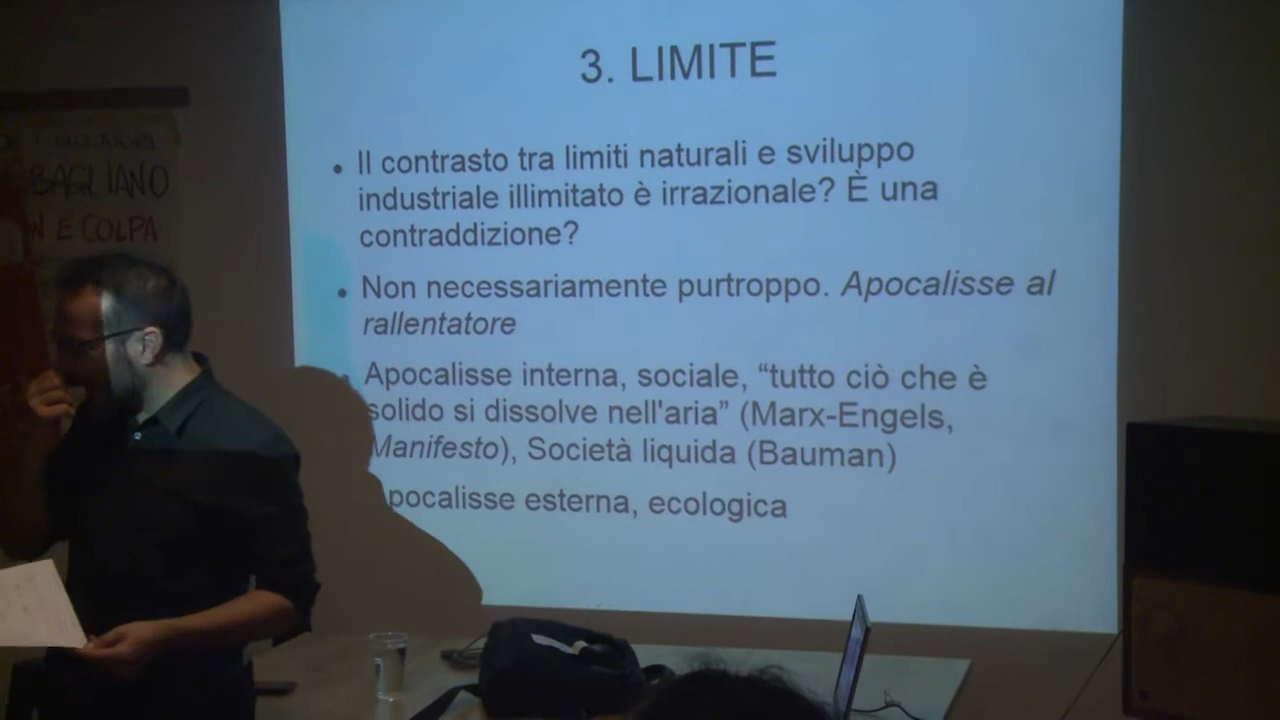 BAGLIANO
E COLPA
3. LIMITE
Il contrasto tra limiti naturali e sviluppo
industriale illimitato è irrazionale? È una
contraddizione?
Non necessariamente purtroppo. Apocalisse al
rallentatore
Apocalisse interna, sociale, “tutto ciò che è
solido si dissolve nell'aria” (Marx-Engels,
Manifesto), Società liquida (Bauman)
pocalisse esterna, ecologica